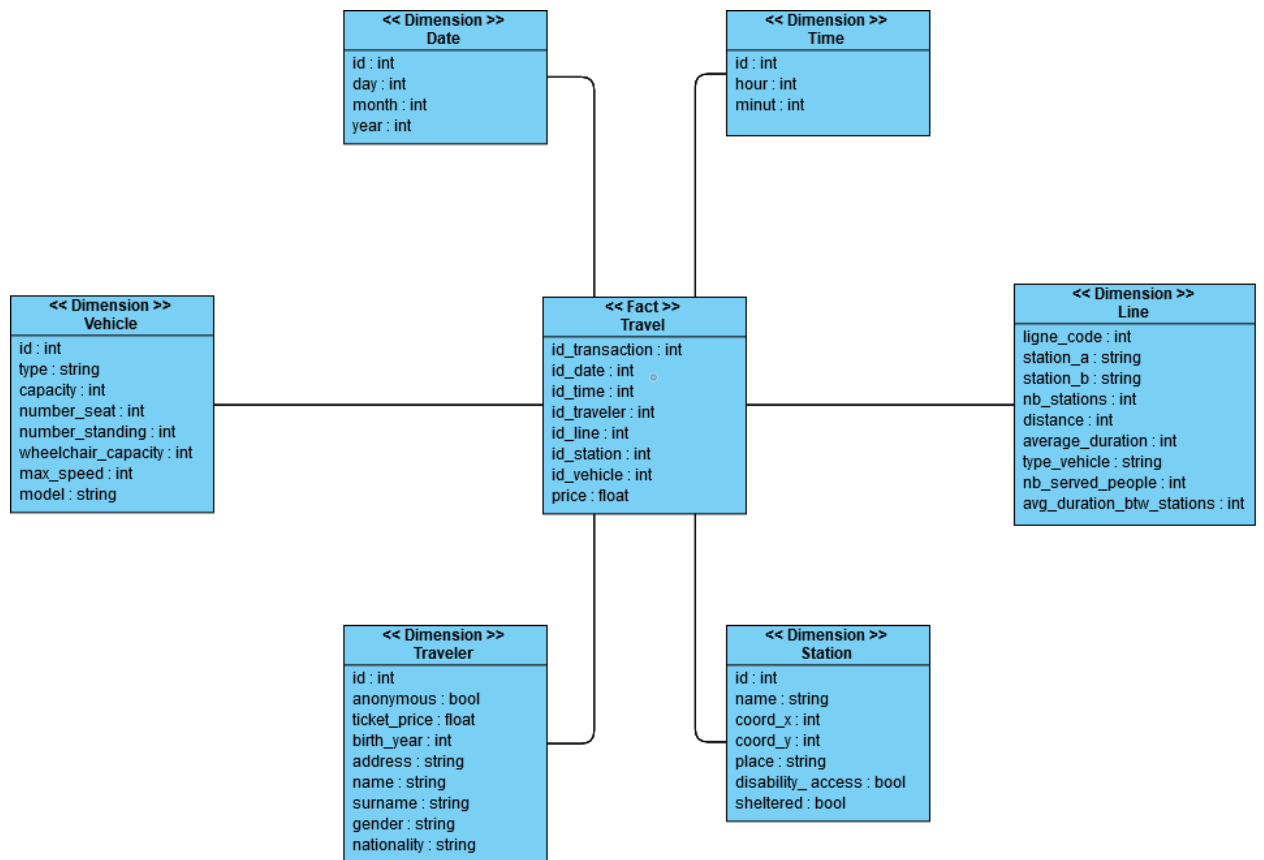 << Dimension >>
Date
id : int
day : int
month : int
year : int
<< Dimension >>
Time
id : int
hour : int
minut : int
<< Dimension >>
Vehicle
id : int
type : string
capacity : int
number_seat : int
number_standing : int
wheelchair_capacity : int
max_speed : int
model : string
<< Fact >>
Travel
id_transaction : int
id_date : int
id_time : int
id_traveler : int
id_line : int
id_station : int
id_vehicle : int
price : float
<< Dimension >>
Line
ligne_code : int
station_a : string
station_b : string
nb_stations : int
distance : int
average_duration : int
type_vehicle : string
nb_served_people : int
avg_duration_btw_stations : int
<< Dimension >>
Traveler
id : int
anonymous : bool
ticket_price : float
birth_year : int
address : string
name : string
surname : string
gender : string
nationality : string
<< Dimension >>
Station
id : int
name : string
coord_x : int
coord_y : int
place : string
disability_ access : bool
sheltered : bool